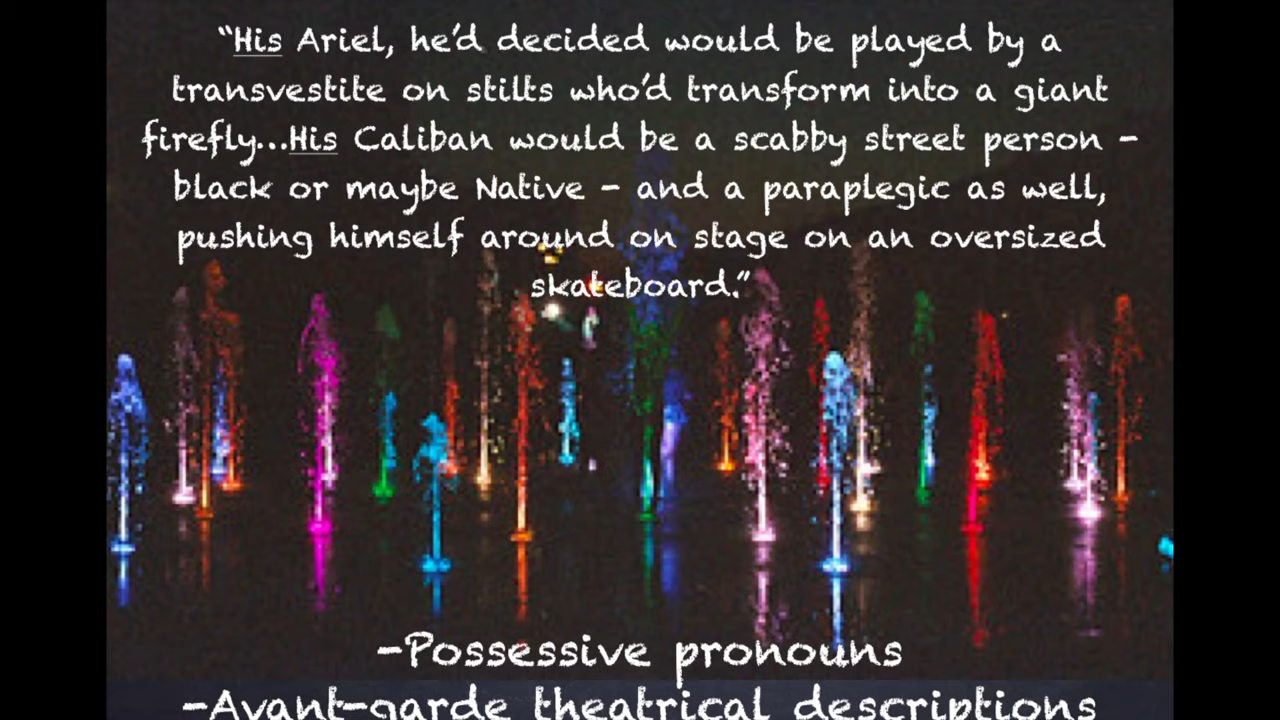 “His Ariel, he’d decided would be played by a
transvestite on stilts who’d transform into a giant
firefly...His Caliban would be a scabby street person -
black or maybe Native - and a paraplegic as well,
pushing himself around on stage on an oversized
skateboard.”
-Possessive pronouns
-Avant-garde theatrical descriptions